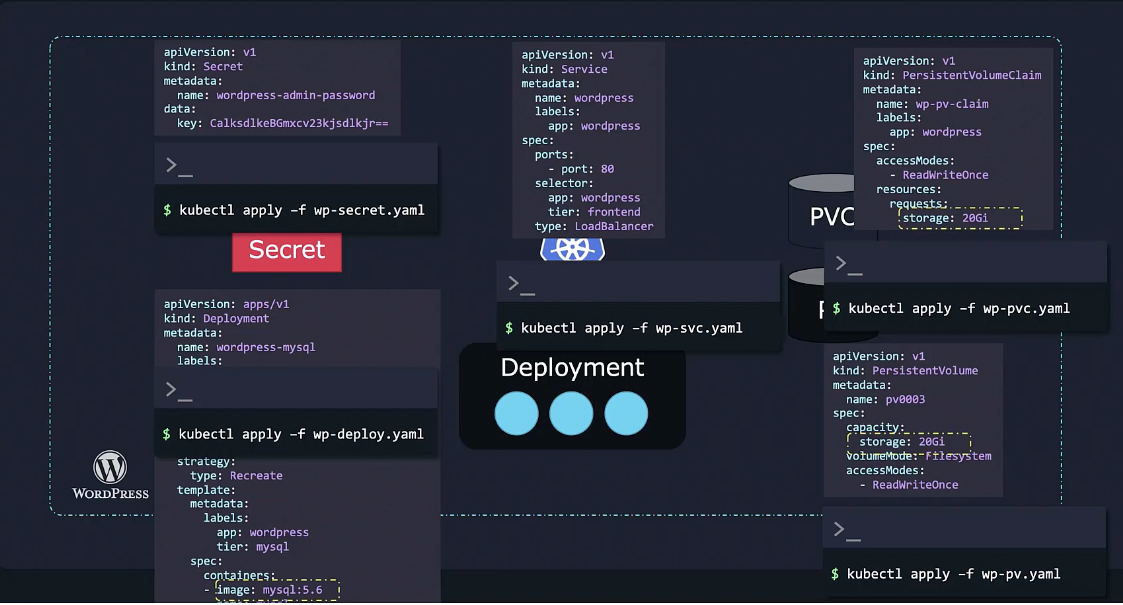 apiVersion: v1
kind: Secret
metadata:
name: wordpress-admin-password
data:
key: CalksdlkeBGmxcv23kjsdlkjr==
>_
$ kubectl apply -f wp-secret.yaml
Secret
apiVersion: apps/v1
kind: Deployment
metadata:
name: wordpress-mysql
labels:
>_
$ kubectl apply -f wp-deploy.yaml
strategy:
type: Recreate
template:
metadata:
labels:
app: wordpress
tier: mysql
spec:
containers:
- image: mysql:5.6
WORDPRESS
apiVersion: v1
kind: Service
metadata:
name: wordpress
labels:
app: wordpress
spec:
ports:
- port: 80
selector:
app: wordpress
tier: frontend
type: LoadBalancer
>_
$ kubectl apply -f wp-svc.yaml
Deployment
PVC
apiVersion: v1
kind: PersistentVolumeClaim
metadata:
name: wp-pv-claim
labels:
app: wordpress
spec:
accessModes:
- ReadWriteOnce
resources:
requests:
storage: 20Gi
>_
$ kubectl apply -f wp-pvc.yaml
apiVersion: v1
kind: PersistentVolume
metadata:
name: pv0003
spec:
capacity:
storage: 20Gi
volumeMode: Filesystem
accessModes:
- ReadWriteOnce
>_
$ kubectl apply -f wp-pv.yaml